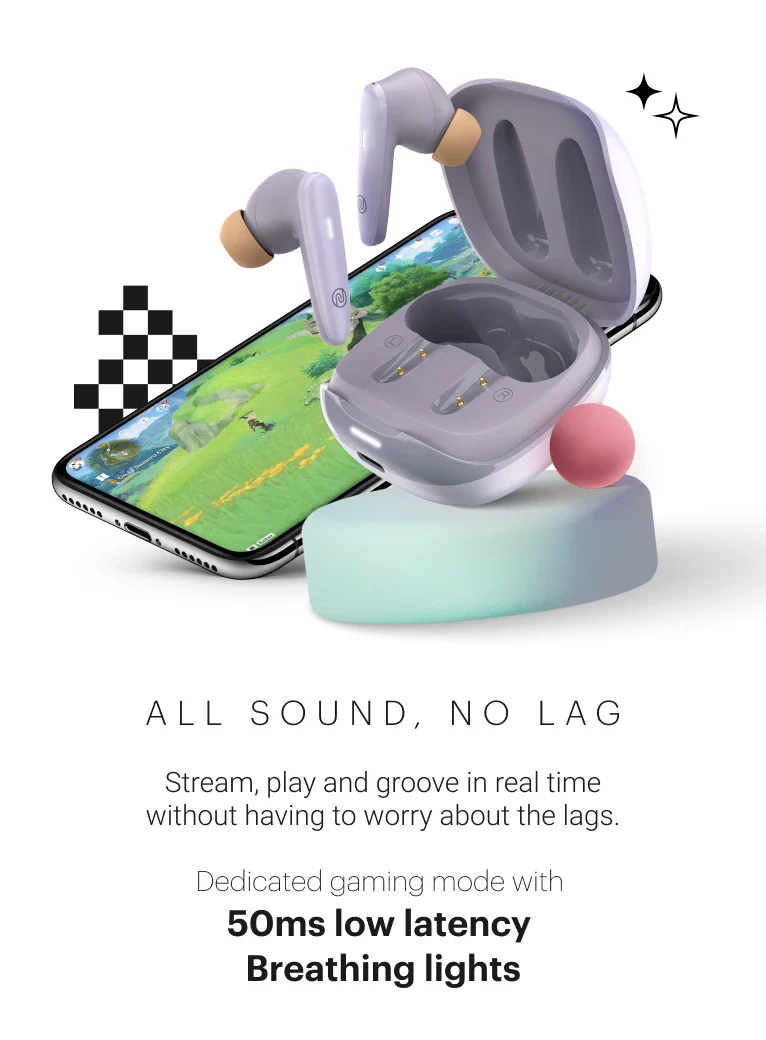 L
R
ALL SOUND, NO LAG
Stream, play and groove in real time
without having to worry about the lags.
Dedicated gaming mode with
50ms low latency
Breathing lights